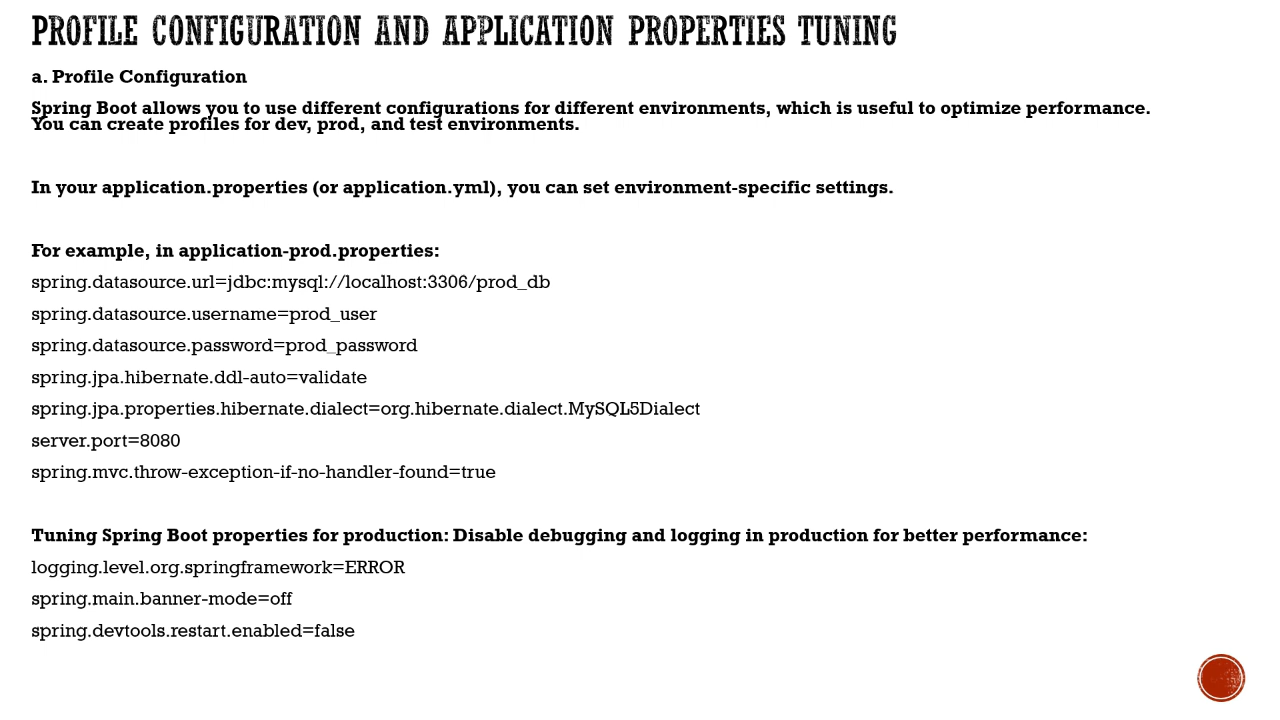 PROFILE CONFIGURATION AND APPLICATION PROPERTIES TUNING
a. Profile Configuration
Spring Boot allows you to use different configurations for different environments, which is useful to optimize performance.
You can create profiles for dev, prod, and test environments.
In your application.properties (or application.yml), you can set environment-specific settings.
For example, in application-prod.properties:
spring.datasource.url=jdbc:mysql://localhost:3306/prod_db
spring.datasource.username=prod_user
spring.datasource.password=prod_password
spring.jpa.hibernate.ddl-auto=validate
spring.jpa.properties.hibernate.dialect=org.hibernate.dialect.MySQL5Dialect
server.port=8080
spring.mvc.throw-exception-if-no-handler-found=true
Tuning Spring Boot properties for production: Disable debugging and logging in production for better performance:
logging.level.org.springframework=ERROR
spring.main.banner-mode=off
spring.devtools.restart.enabled=false